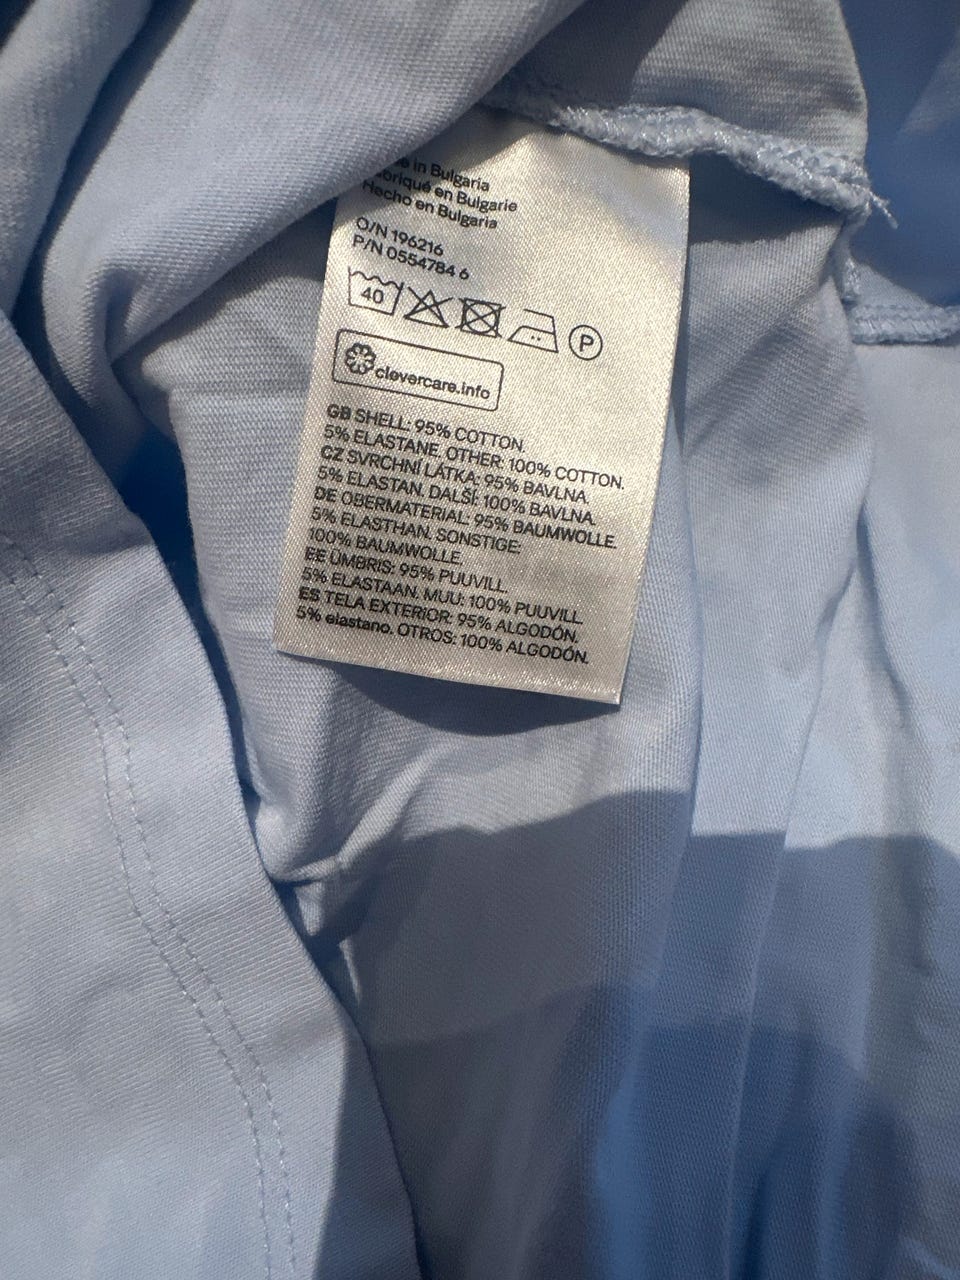 in Bulgaria
en Bulgarie
Hecho en Bulgaria
O/N 196216
P/N 0554784 6
40
P
clevercare.info
GB SHELL: 95% COTTON.
5% ELASTANE. OTHER: 100% COTTON.
CZ SVRCHNÍ LÁTKA: 95% BAVLNA.
5% ELASTAN. DALŠÍ: 100% BAVLNA.
DE OBERMATERIAL: 95% BAUMWOLLE.
5% ELASTHAN. SONSTIGE:
100% BAUMWOLLE.
EE ÜMBRIS: 95% PUUVILL.
5% ELASTAAN. MUU: 100% PUUVILL.
ES TELA EXTERIOR: 95% ALGODÓN.
5% elastano. OTROS: 100% ALGODÓN.